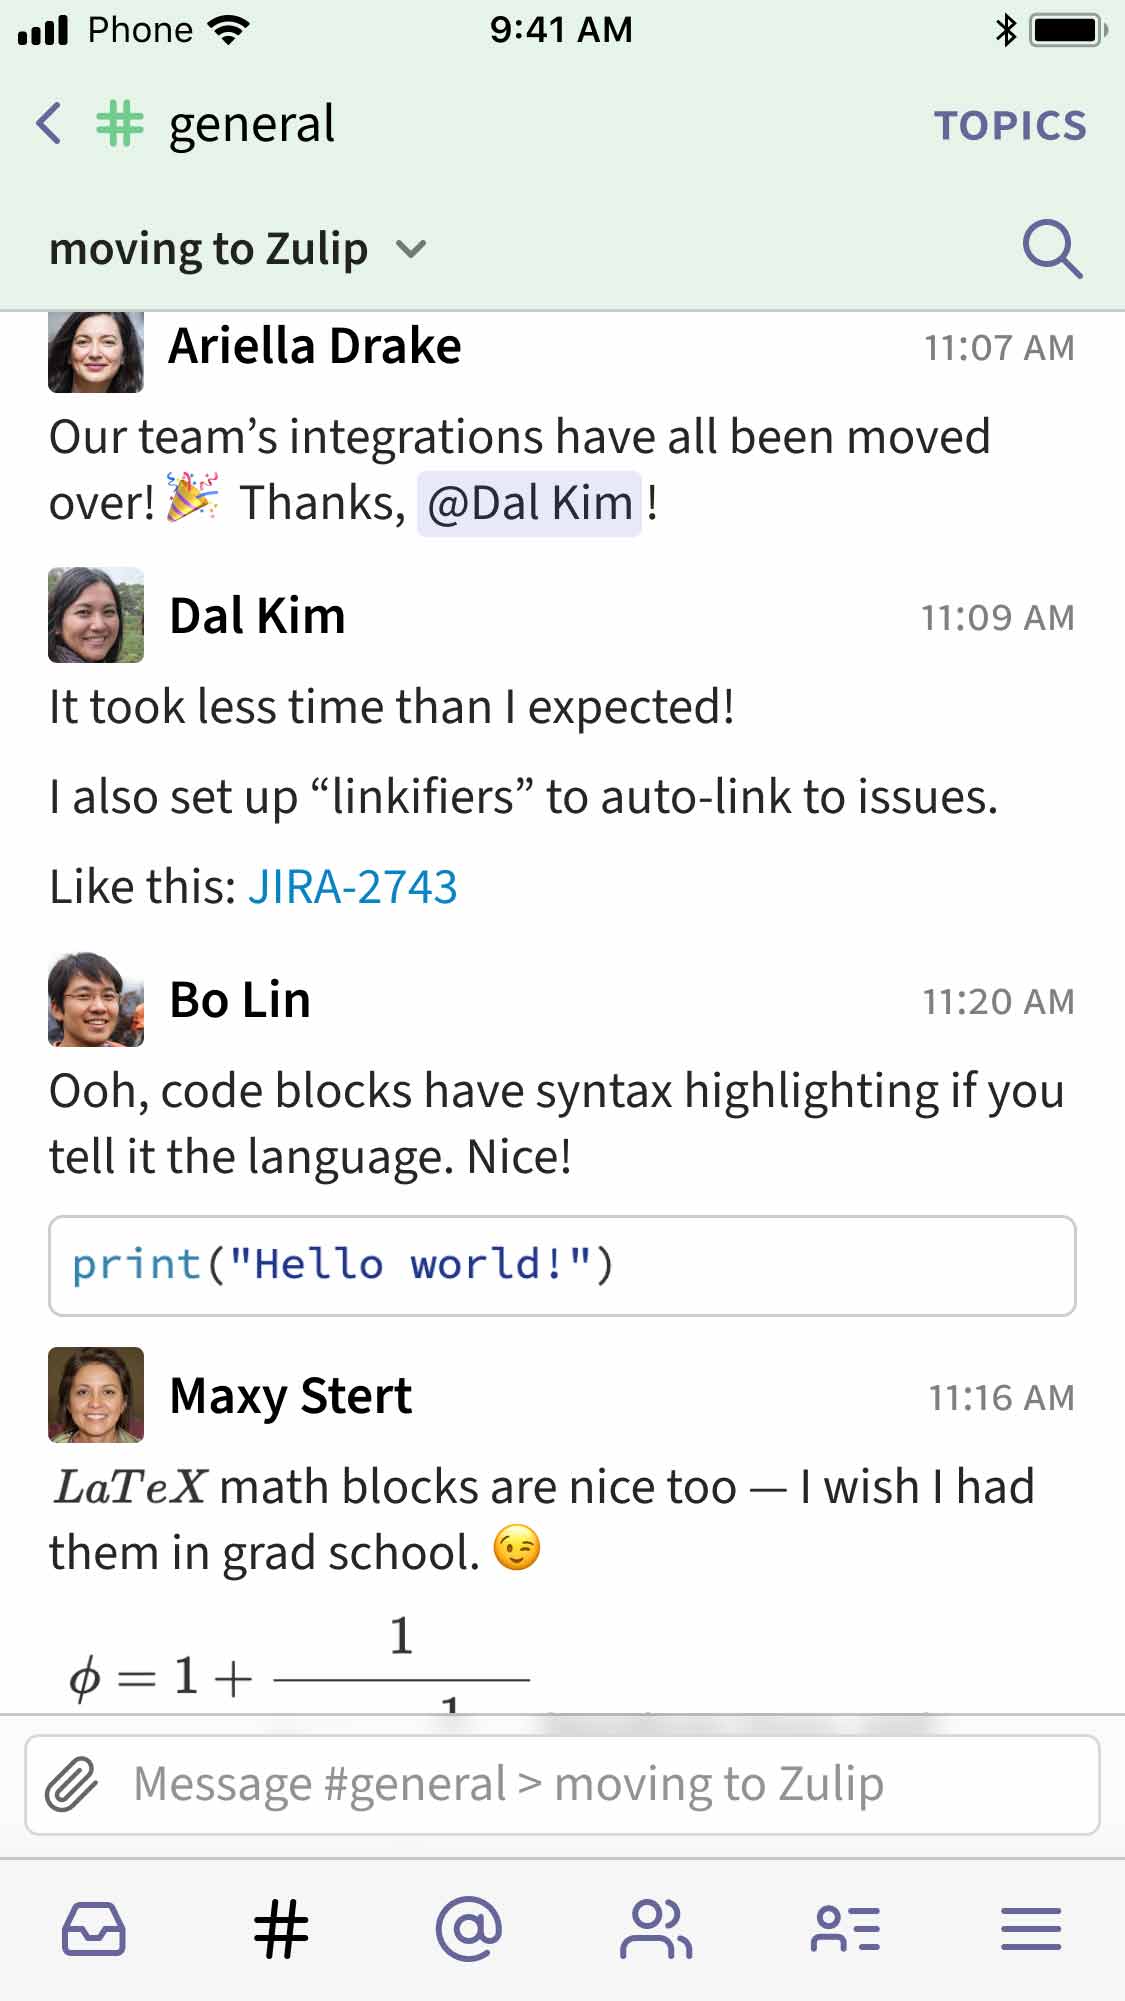 Phone 9:41 AM
# general TOPICS
moving to Zulip
Ariella Drake 11:07 AM
Our team’s integrations have all been moved
over! 🎉 Thanks, @Dal Kim!
Dal Kim 11:09 AM
It took less time than I expected!
I also set up “linkifiers” to auto-link to issues.
Like this: JIRA-2743
Bo Lin 11:20 AM
Ooh, code blocks have syntax highlighting if you
tell it the language. Nice!
print("Hello world!")
Maxy Stert 11:16 AM
LaTeX math blocks are nice too — I wish I had
them in grad school. 😉
1
ϕ = 1 +
1
Message #general > moving to Zulip
# @